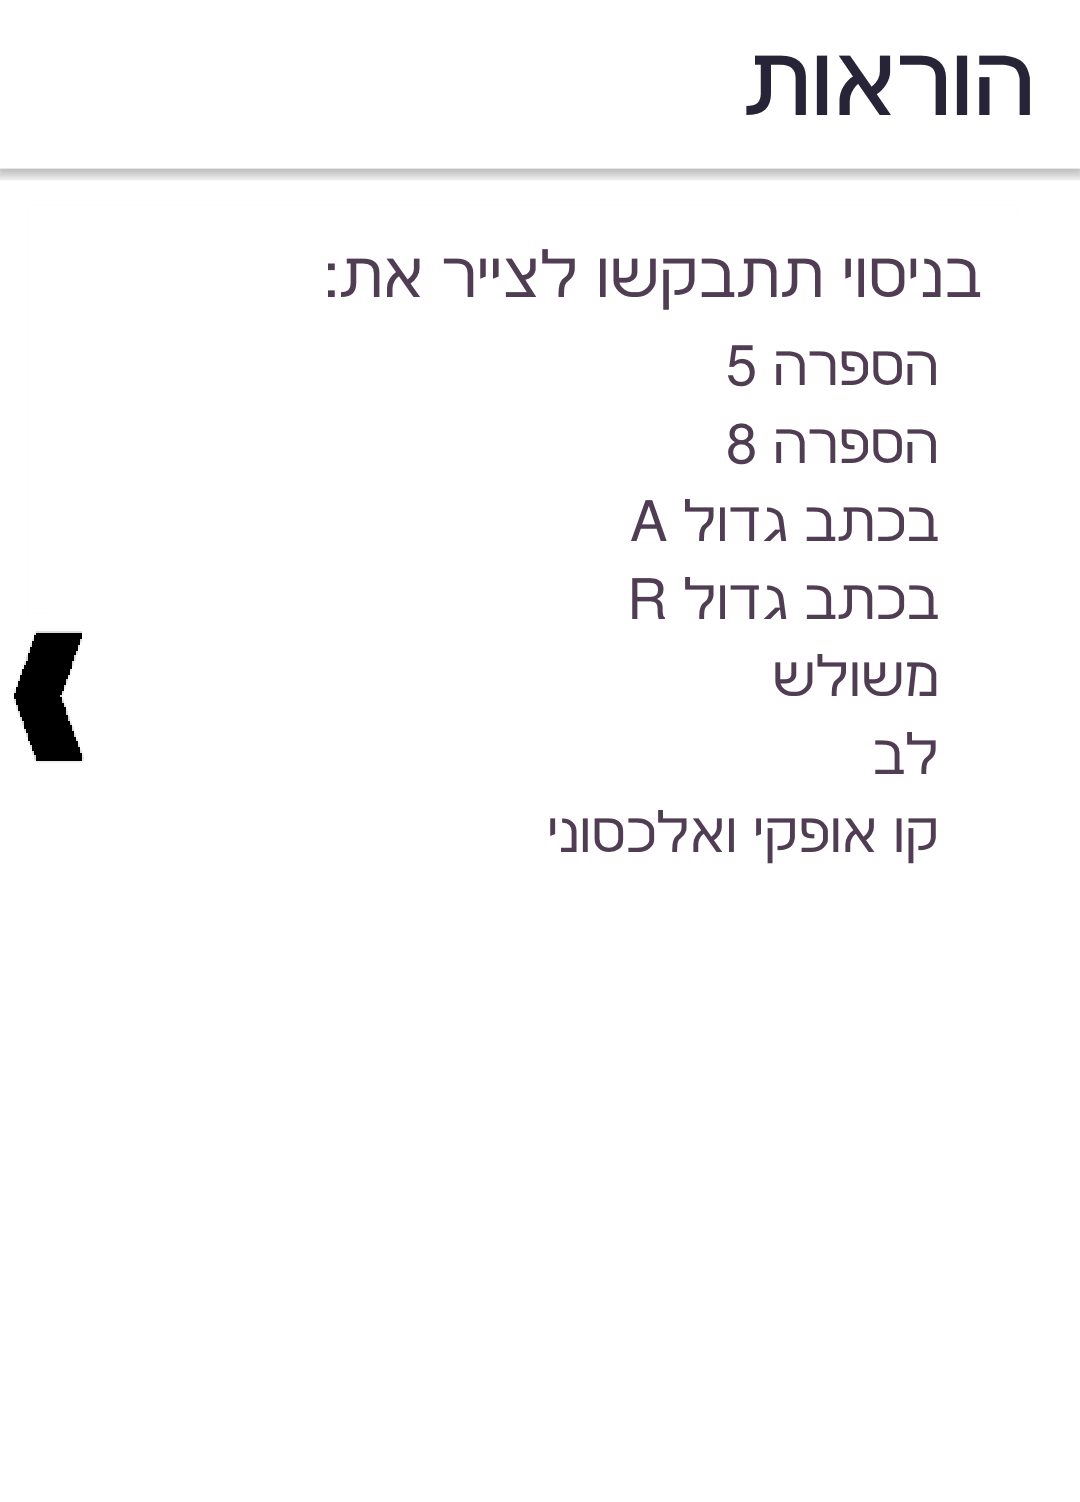 הוראות
בניסוי תתבקשו לצייר את:
הספרה 5
הספרה 8
בכתב גדול A
בכתב גדול R
משולש
לב
קו אופקי ואלכסוני